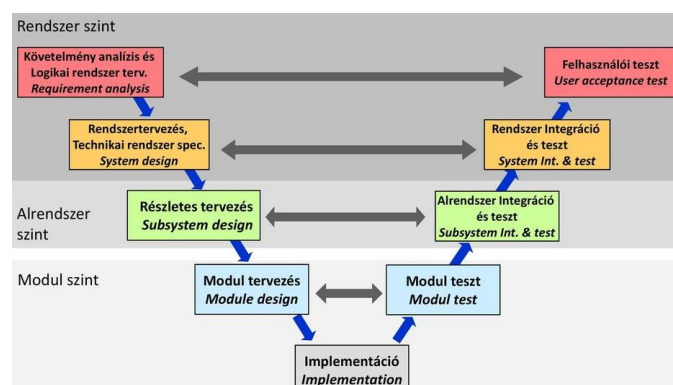 Rendszer szint
Követelmény analízis és
Logikai rendszer terv.
Requirement analysis
Felhasználói teszt
User acceptance test
Rendszertervezés,
Technikai rendszer spec.
System design
Rendszer Integráció
és teszt
System Int. & test
Alrendszer
szint
Részletes tervezés
Subsystem design
Alrendszer Integráció
és teszt
Subsystem Int. & test
Modul szint
Modul tervezés
Module design
Modul teszt
Modul test
Implementáció
Implementation